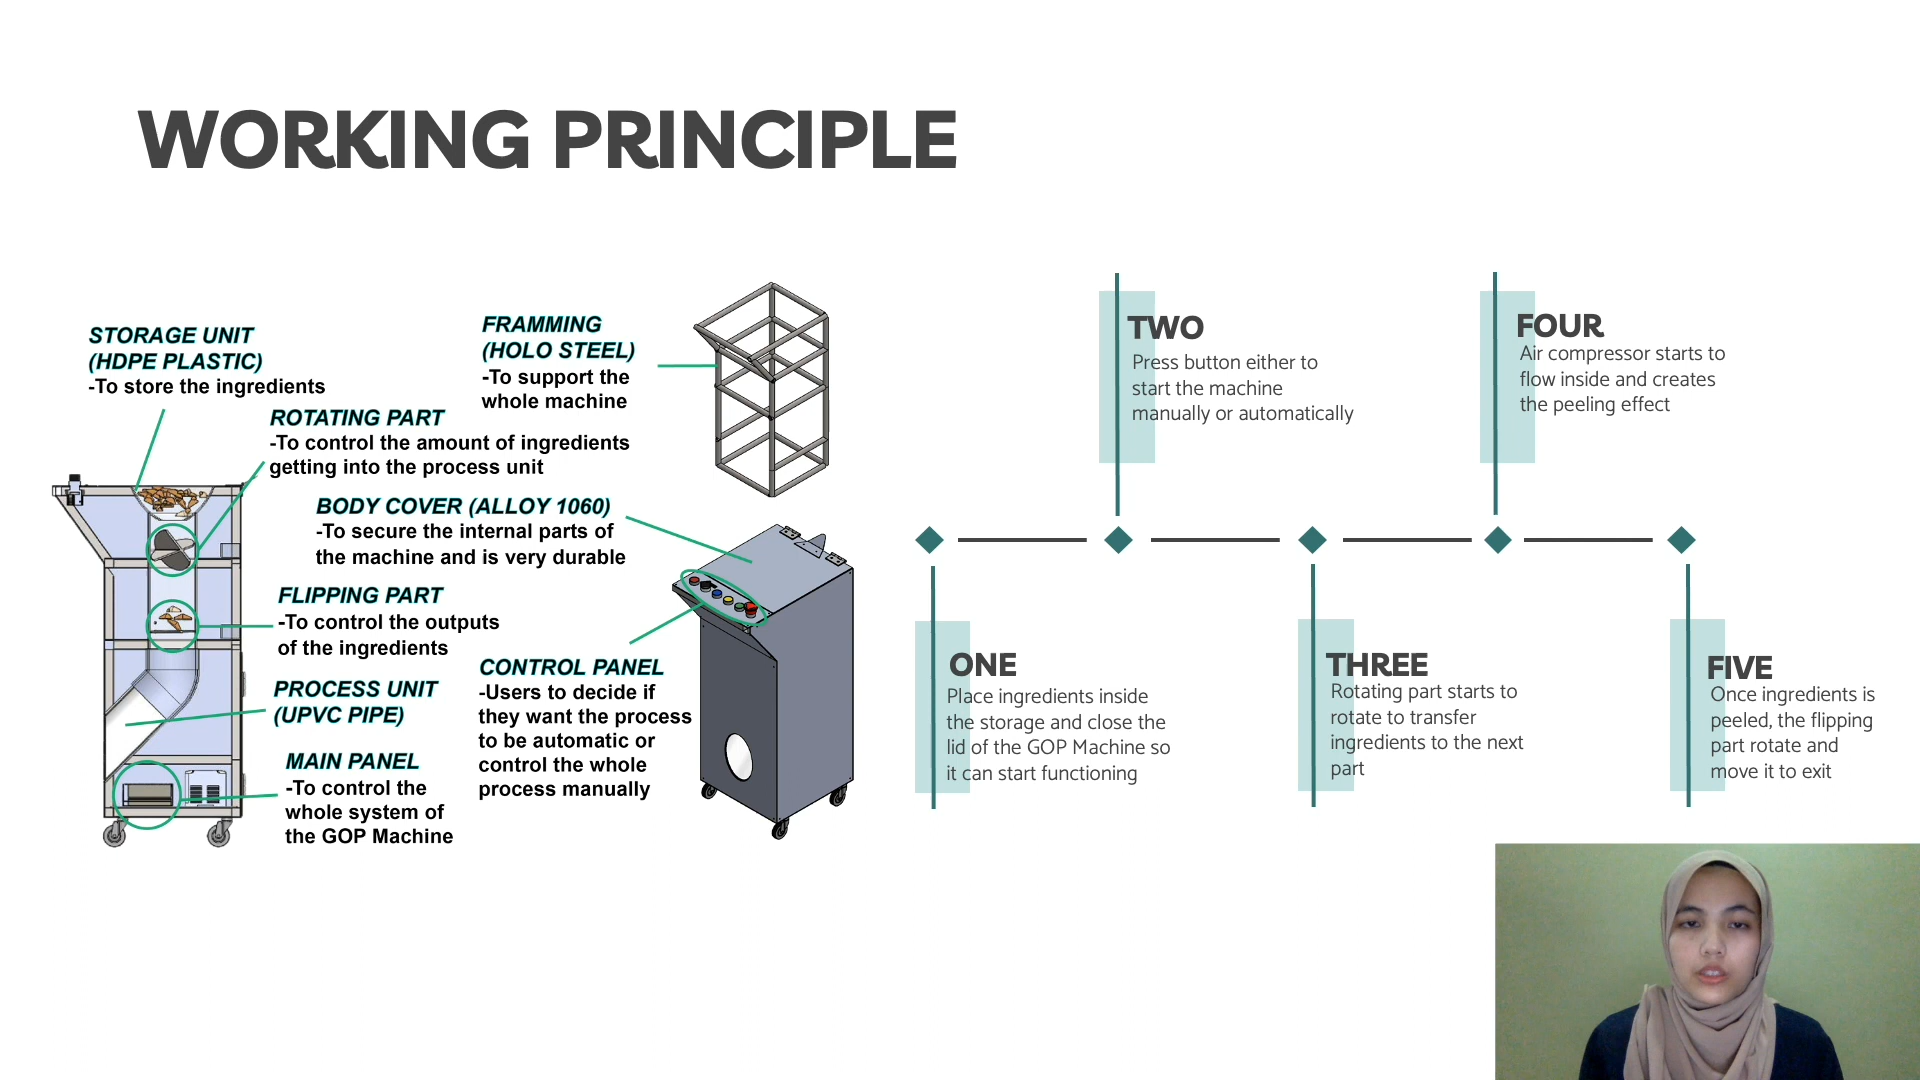 WORKING PRINCIPLE
STORAGE UNIT
(HDPE PLASTIC)
-To store the ingredients
ROTATING PART
-To control the amount of ingredients
getting into the process unit
FRAMMING
(HOLO STEEL)
-To support the
whole machine
BODY COVER (ALLOY 1060)
-To secure the internal parts of
the machine and is very durable
FLIPPING PART
-To control the outputs
of the ingredients
PROCESS UNIT
(UPVC PIPE)
MAIN PANEL
-To control the
whole system of
the GOP Machine
CONTROL PANEL
-Users to decide if
they want the process
to be automatic or
control the whole
process manually
ONE
Place ingredients inside
the storage and close the
lid of the GOP Machine so
it can start functioning
TWO
Press button either to
start the machine
manually or automatically
THREE
Rotating part starts to
rotate to transfer
ingredients to the next
part
FOUR
Air compressor starts to
flow inside and creates
the peeling effect
FIVE
Once ingredients is
peeled, the flipping
part rotate and
move it to exit